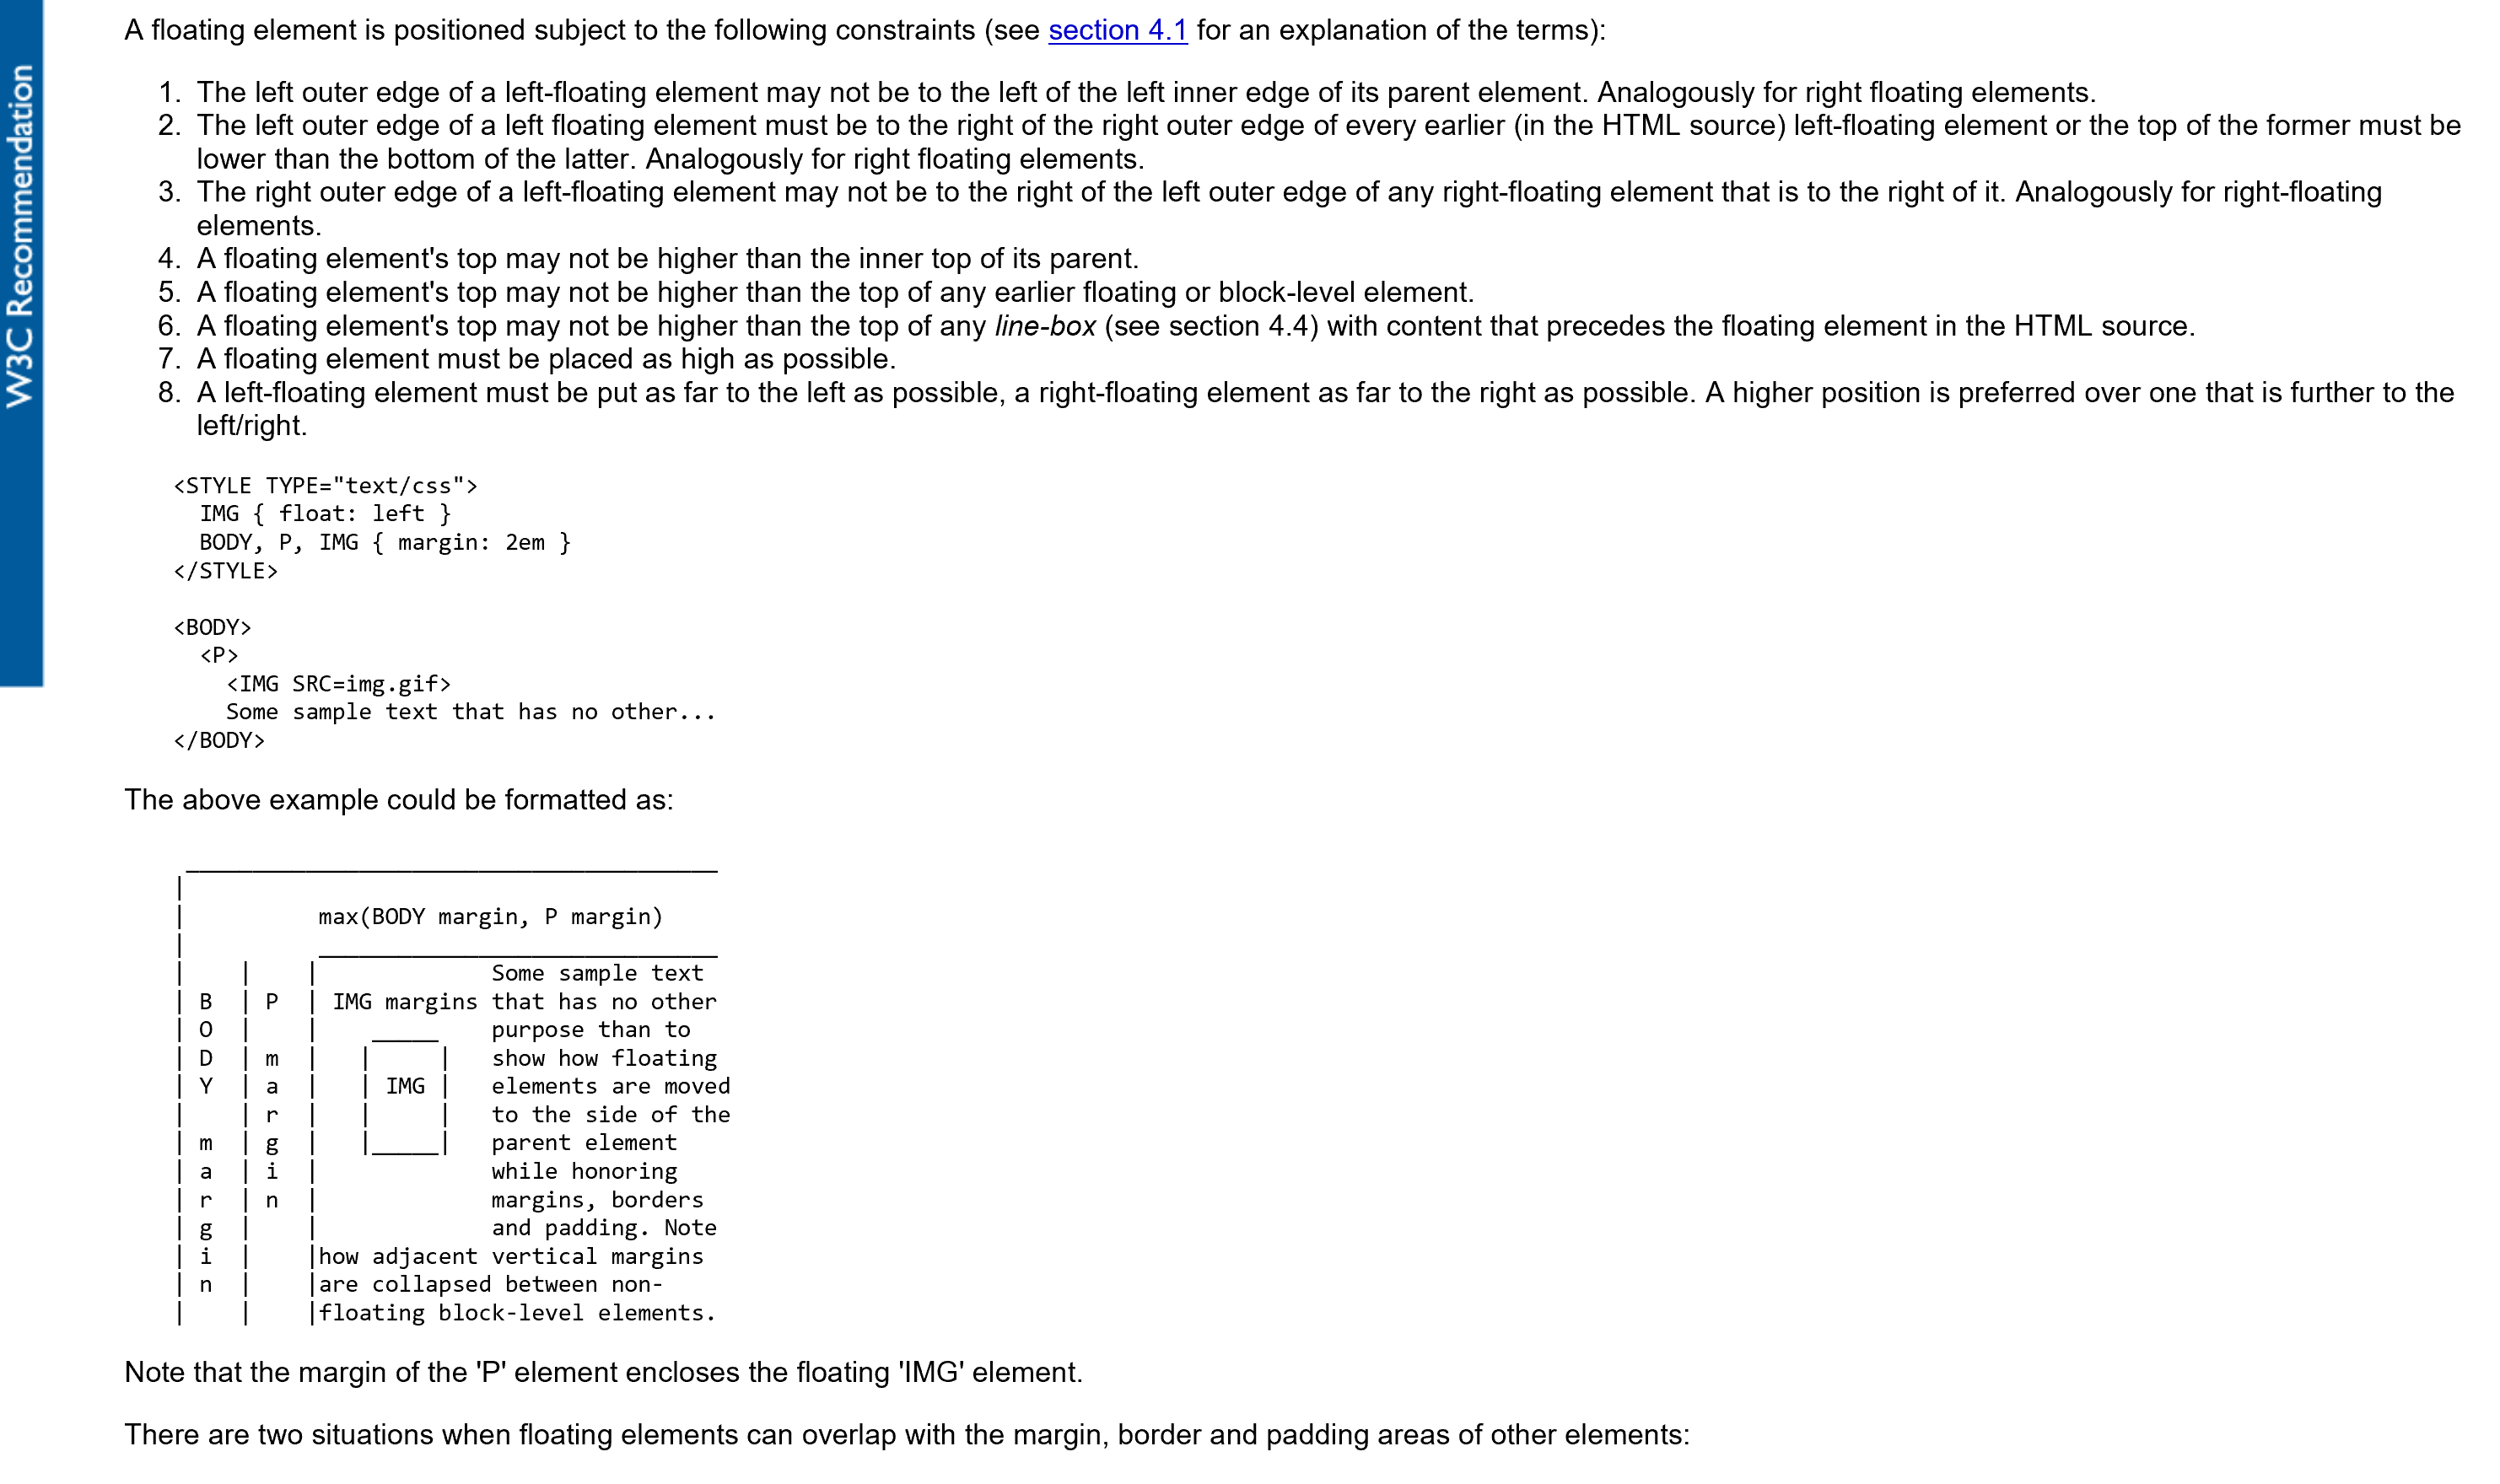 W3C Recommendation
A floating element is positioned subject to the following constraints (see section 4.1 for an explanation of the terms):
1. The left outer edge of a left-floating element may not be to the left of the left inner edge of its parent element. Analogously for right floating elements.
2. The left outer edge of a left floating element must be to the right of the right outer edge of every earlier (in the HTML source) left-floating element or the top of the former must be
lower than the bottom of the latter. Analogously for right floating elements.
3. The right outer edge of a left-floating element may not be to the right of the left outer edge of any right-floating element that is to the right of it. Analogously for right-floating
elements.
4. A floating element's top may not be higher than the inner top of its parent.
5. A floating element's top may not be higher than the top of any earlier floating or block-level element.
6. A floating element's top may not be higher than the top of any line-box (see section 4.4) with content that precedes the floating element in the HTML source.
7. A floating element must be placed as high as possible.
8. A left-floating element must be put as far to the left as possible, a right-floating element as far to the right as possible. A higher position is preferred over one that is further to the
left/right.
<STYLE TYPE="text/css">
  IMG { float: left }
  BODY, P, IMG { margin: 2em }
</STYLE>
<BODY>
  <P>
    <IMG SRC=img.gif>
    Some sample text that has no other...
</BODY>
The above example could be formatted as:
 ________________________________________
|
|          max(BODY margin, P margin)
|          ______________________________
|    |    |             Some sample text
| B  | P  | IMG margins that has no other
| O  |    |    _____    purpose than to
| D  | m  |   |     |   show how floating
| Y  | a  |   | IMG |   elements are moved
|    | r  |   |     |   to the side of the
| m  | g  |   |_____|   parent element
| a  | i  |             while honoring
| r  | n  |             margins, borders
| g  |    |             and padding. Note
| i  |    |how adjacent vertical margins
| n  |    |are collapsed between non-
|    |    |floating block-level elements.
Note that the margin of the 'P' element encloses the floating 'IMG' element.
There are two situations when floating elements can overlap with the margin, border and padding areas of other elements: